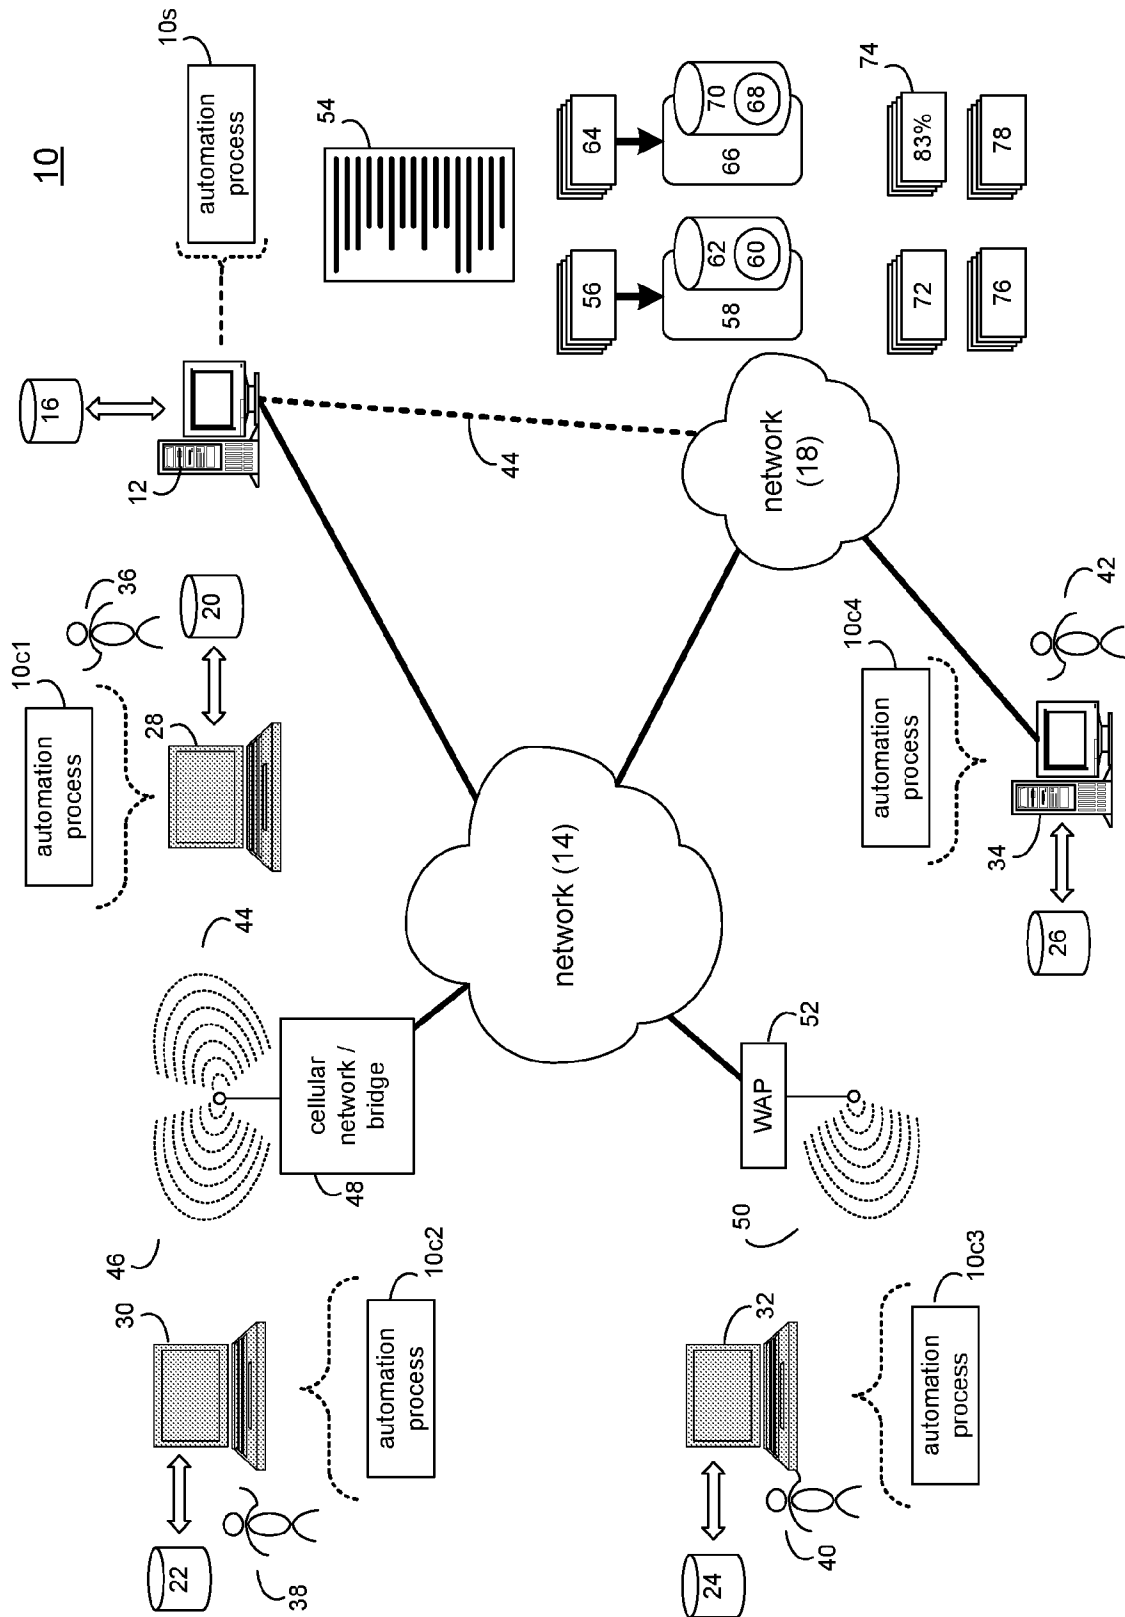 10
46
30
22
38
10c2
automation
process
48
cellular
network /
bridge
44
10c1
automation
process
28
36
20
16
12
10s
automation
process
54
network (14)
44
network
(18)
50
52
WAP
32
24
40
10c3
automation
process
10c4
automation
process
34
26
42
56
64
58
62
60
66
70
68
72
74
83%
76
78